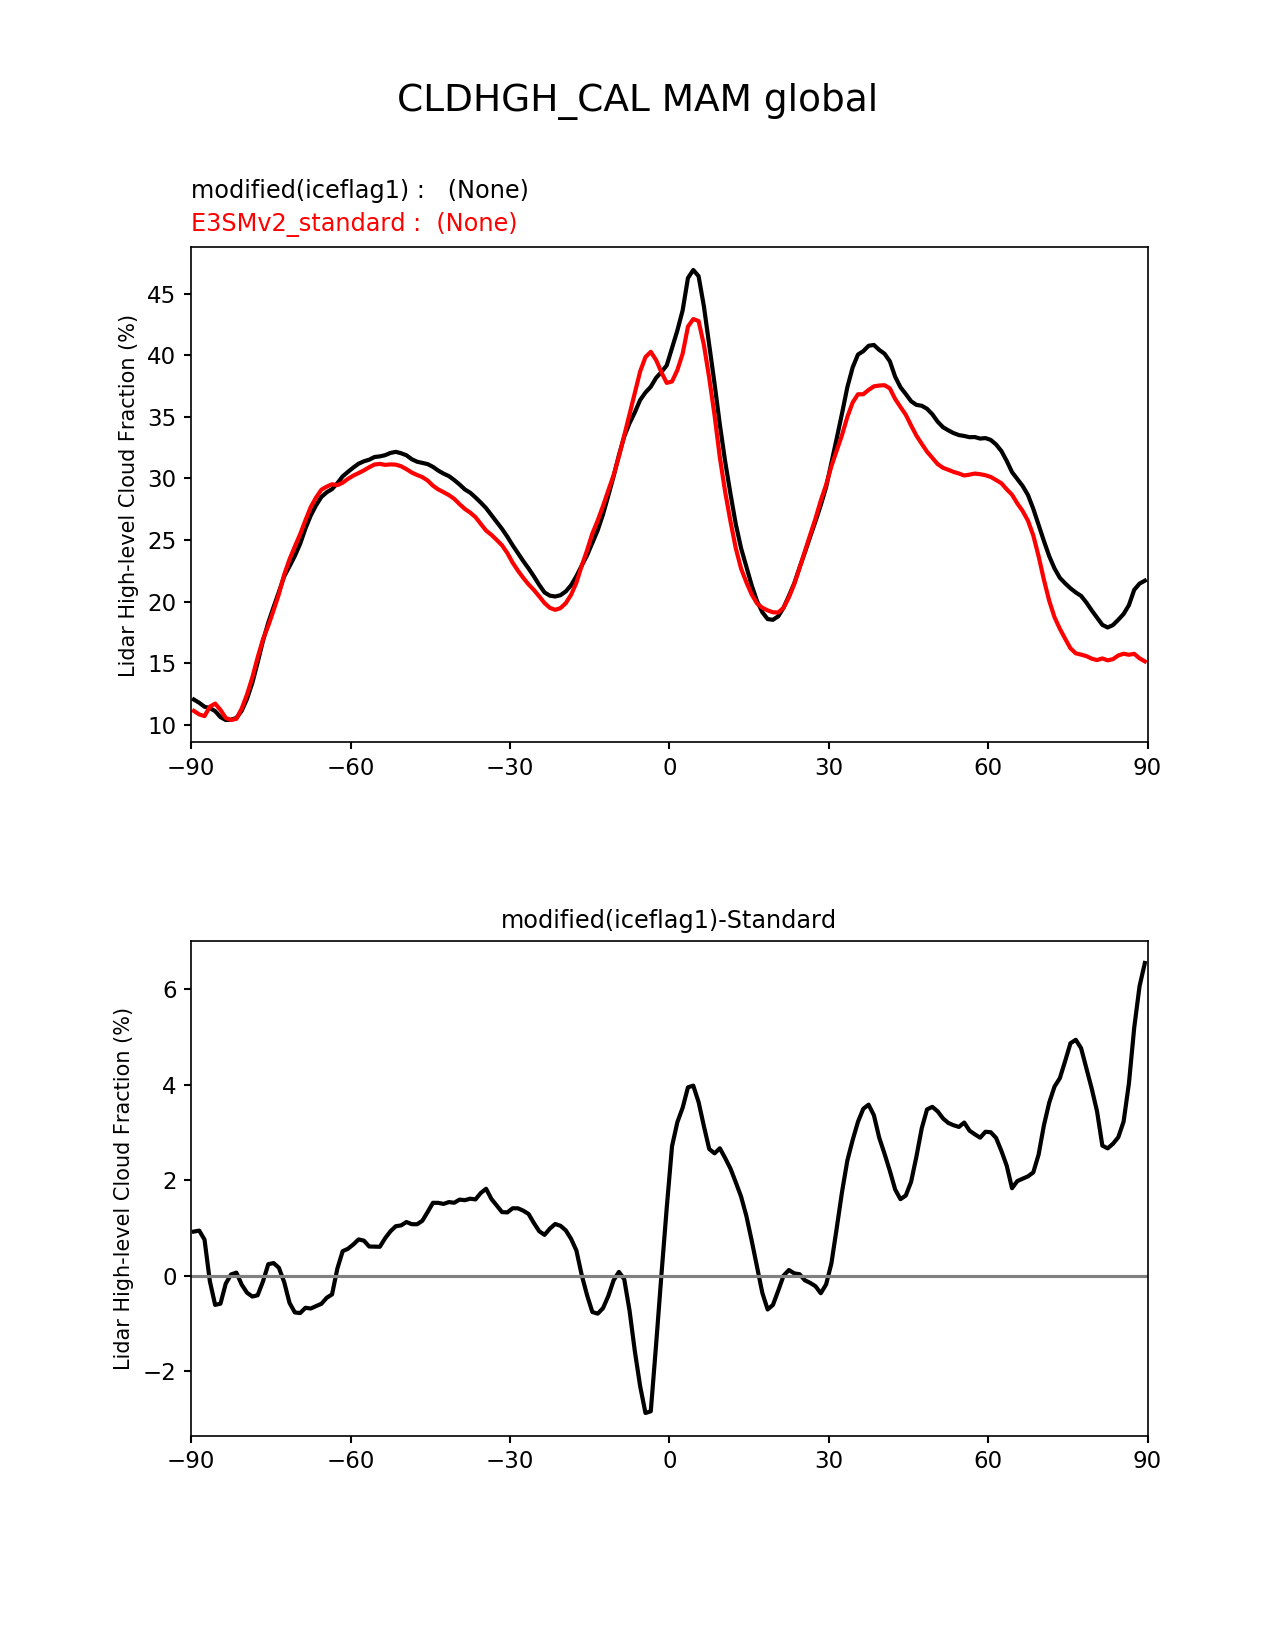 CLDHGH_CAL MAM global
modified(iceflag1) :   (None)
E3SMv2_standard :  (None)
Lidar High-level Cloud Fraction (%)
45
40
35
30
25
20
15
10
−90 −60 −30 0 30 60 90
modified(iceflag1)-Standard
Lidar High-level Cloud Fraction (%)
6
4
2
0
−2
−90 −60 −30 0 30 60 90